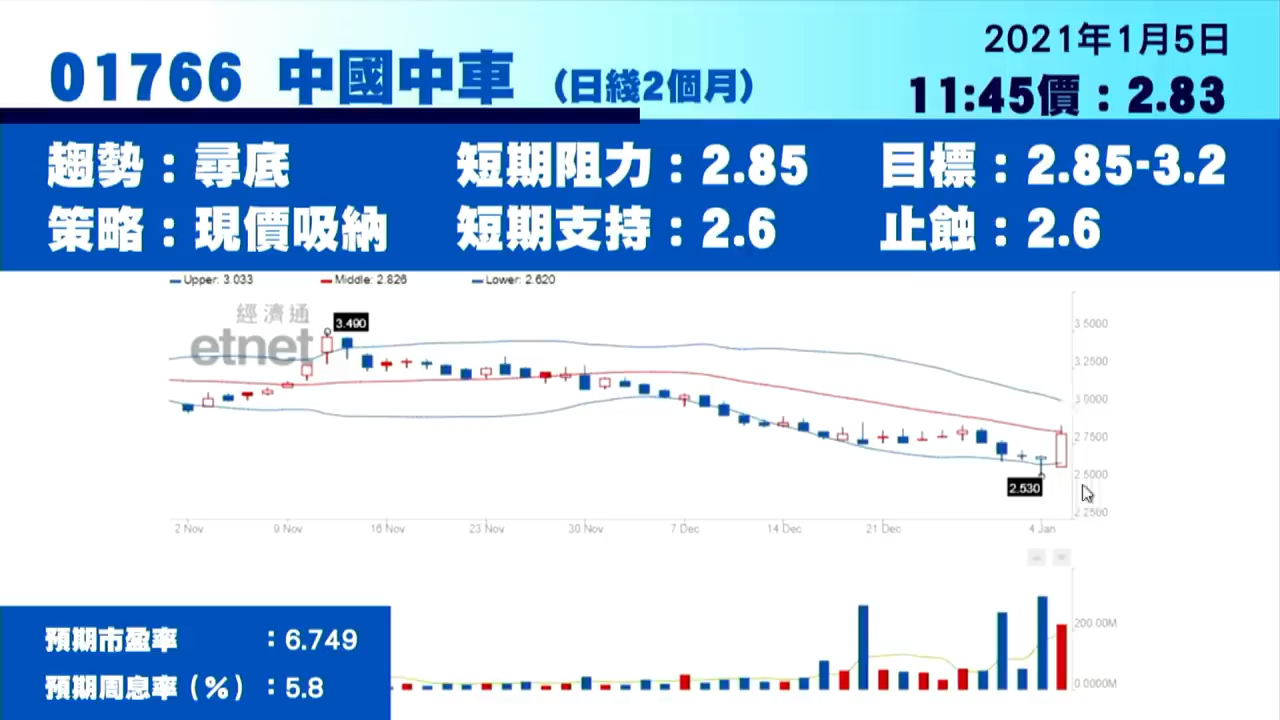 01766 中國中車 (日綫2個月)
2021年1月5日
11:45價：2.83
趨勢：尋底
短期阻力：2.85
目標：2.85-3.2
策略：現價吸納
短期支持：2.6
止蝕：2.6
Upper: 3.033
Middle: 2.826
Lower: 2.620
經濟通
etnet
3.490
2.530
3.5000
3.2500
3.0000
2.7500
2.5000
2.2500
2 Nov
9 Nov
16 Nov
23 Nov
30 Nov
7 Dec
14 Dec
21 Dec
4 Jan
200.00M
0.0000M
預期市盈率：6.749
預期周息率（%）：5.8